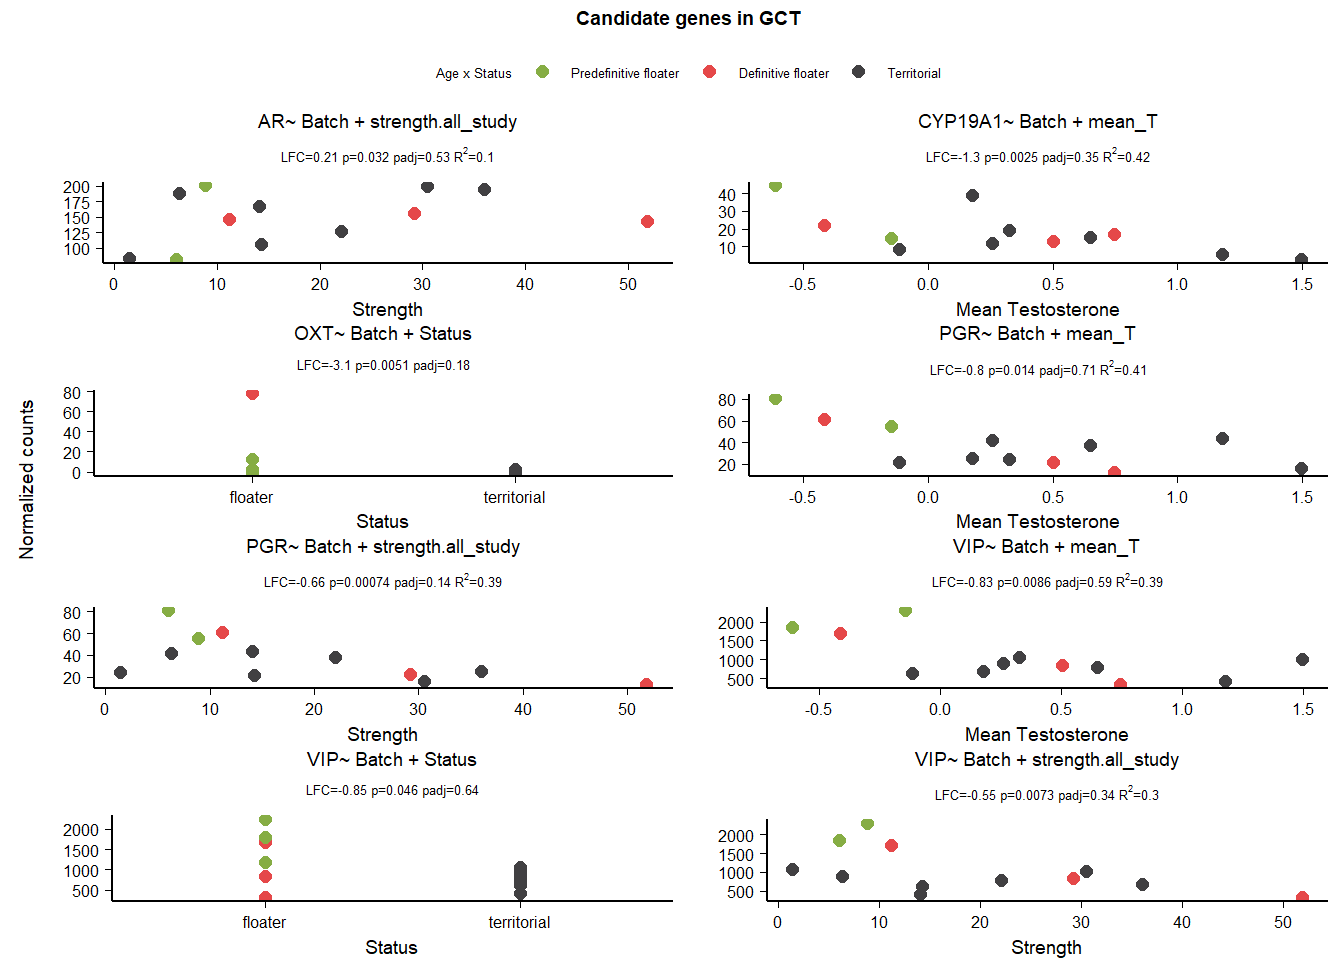 Candidate genes in GCT
Age x Status Predefinitive floater Definitive floater Territorial
Normalized counts
AR~ Batch + strength.all_study
LFC=0.21 p=0.032 padj=0.53 R²=0.1
200
175
150
125
100
0 10 20 30 40 50
Strength
CYP19A1~ Batch + mean_T
LFC=-1.3 p=0.0025 padj=0.35 R²=0.42
40
30
20
10
-0.5 0.0 0.5 1.0 1.5
Mean Testosterone
OXT~ Batch + Status
LFC=-3.1 p=0.0051 padj=0.18
80
60
40
20
0
floater territorial
Status
PGR~ Batch + mean_T
LFC=-0.8 p=0.014 padj=0.71 R²=0.41
80
60
40
20
-0.5 0.0 0.5 1.0 1.5
Mean Testosterone
PGR~ Batch + strength.all_study
LFC=-0.66 p=0.00074 padj=0.14 R²=0.39
80
60
40
20
0 10 20 30 40 50
Strength
VIP~ Batch + mean_T
LFC=-0.83 p=0.0086 padj=0.59 R²=0.39
2000
1500
1000
500
-0.5 0.0 0.5 1.0 1.5
Mean Testosterone
VIP~ Batch + Status
LFC=-0.85 p=0.046 padj=0.64
2000
1500
1000
500
floater territorial
Status
VIP~ Batch + strength.all_study
LFC=-0.55 p=0.0073 padj=0.34 R²=0.3
2000
1500
1000
500
0 10 20 30 40 50
Strength